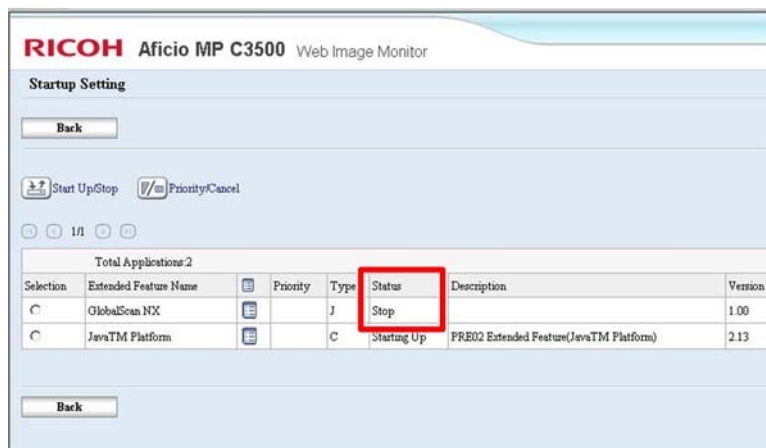 RICOH Aficio MP C3500 Web Image Monitor
Startup Setting
Back
Start Up/Stop Priority/Cancel
1/1
Total Applications:2
Selection Extended Feature Name Priority Type Status Description Version
GlobalScan NX J Stop 1.00
JavaTM Platform C Starting Up PRE02 Extended Feature(JavaTM Platform) 2.13
Back